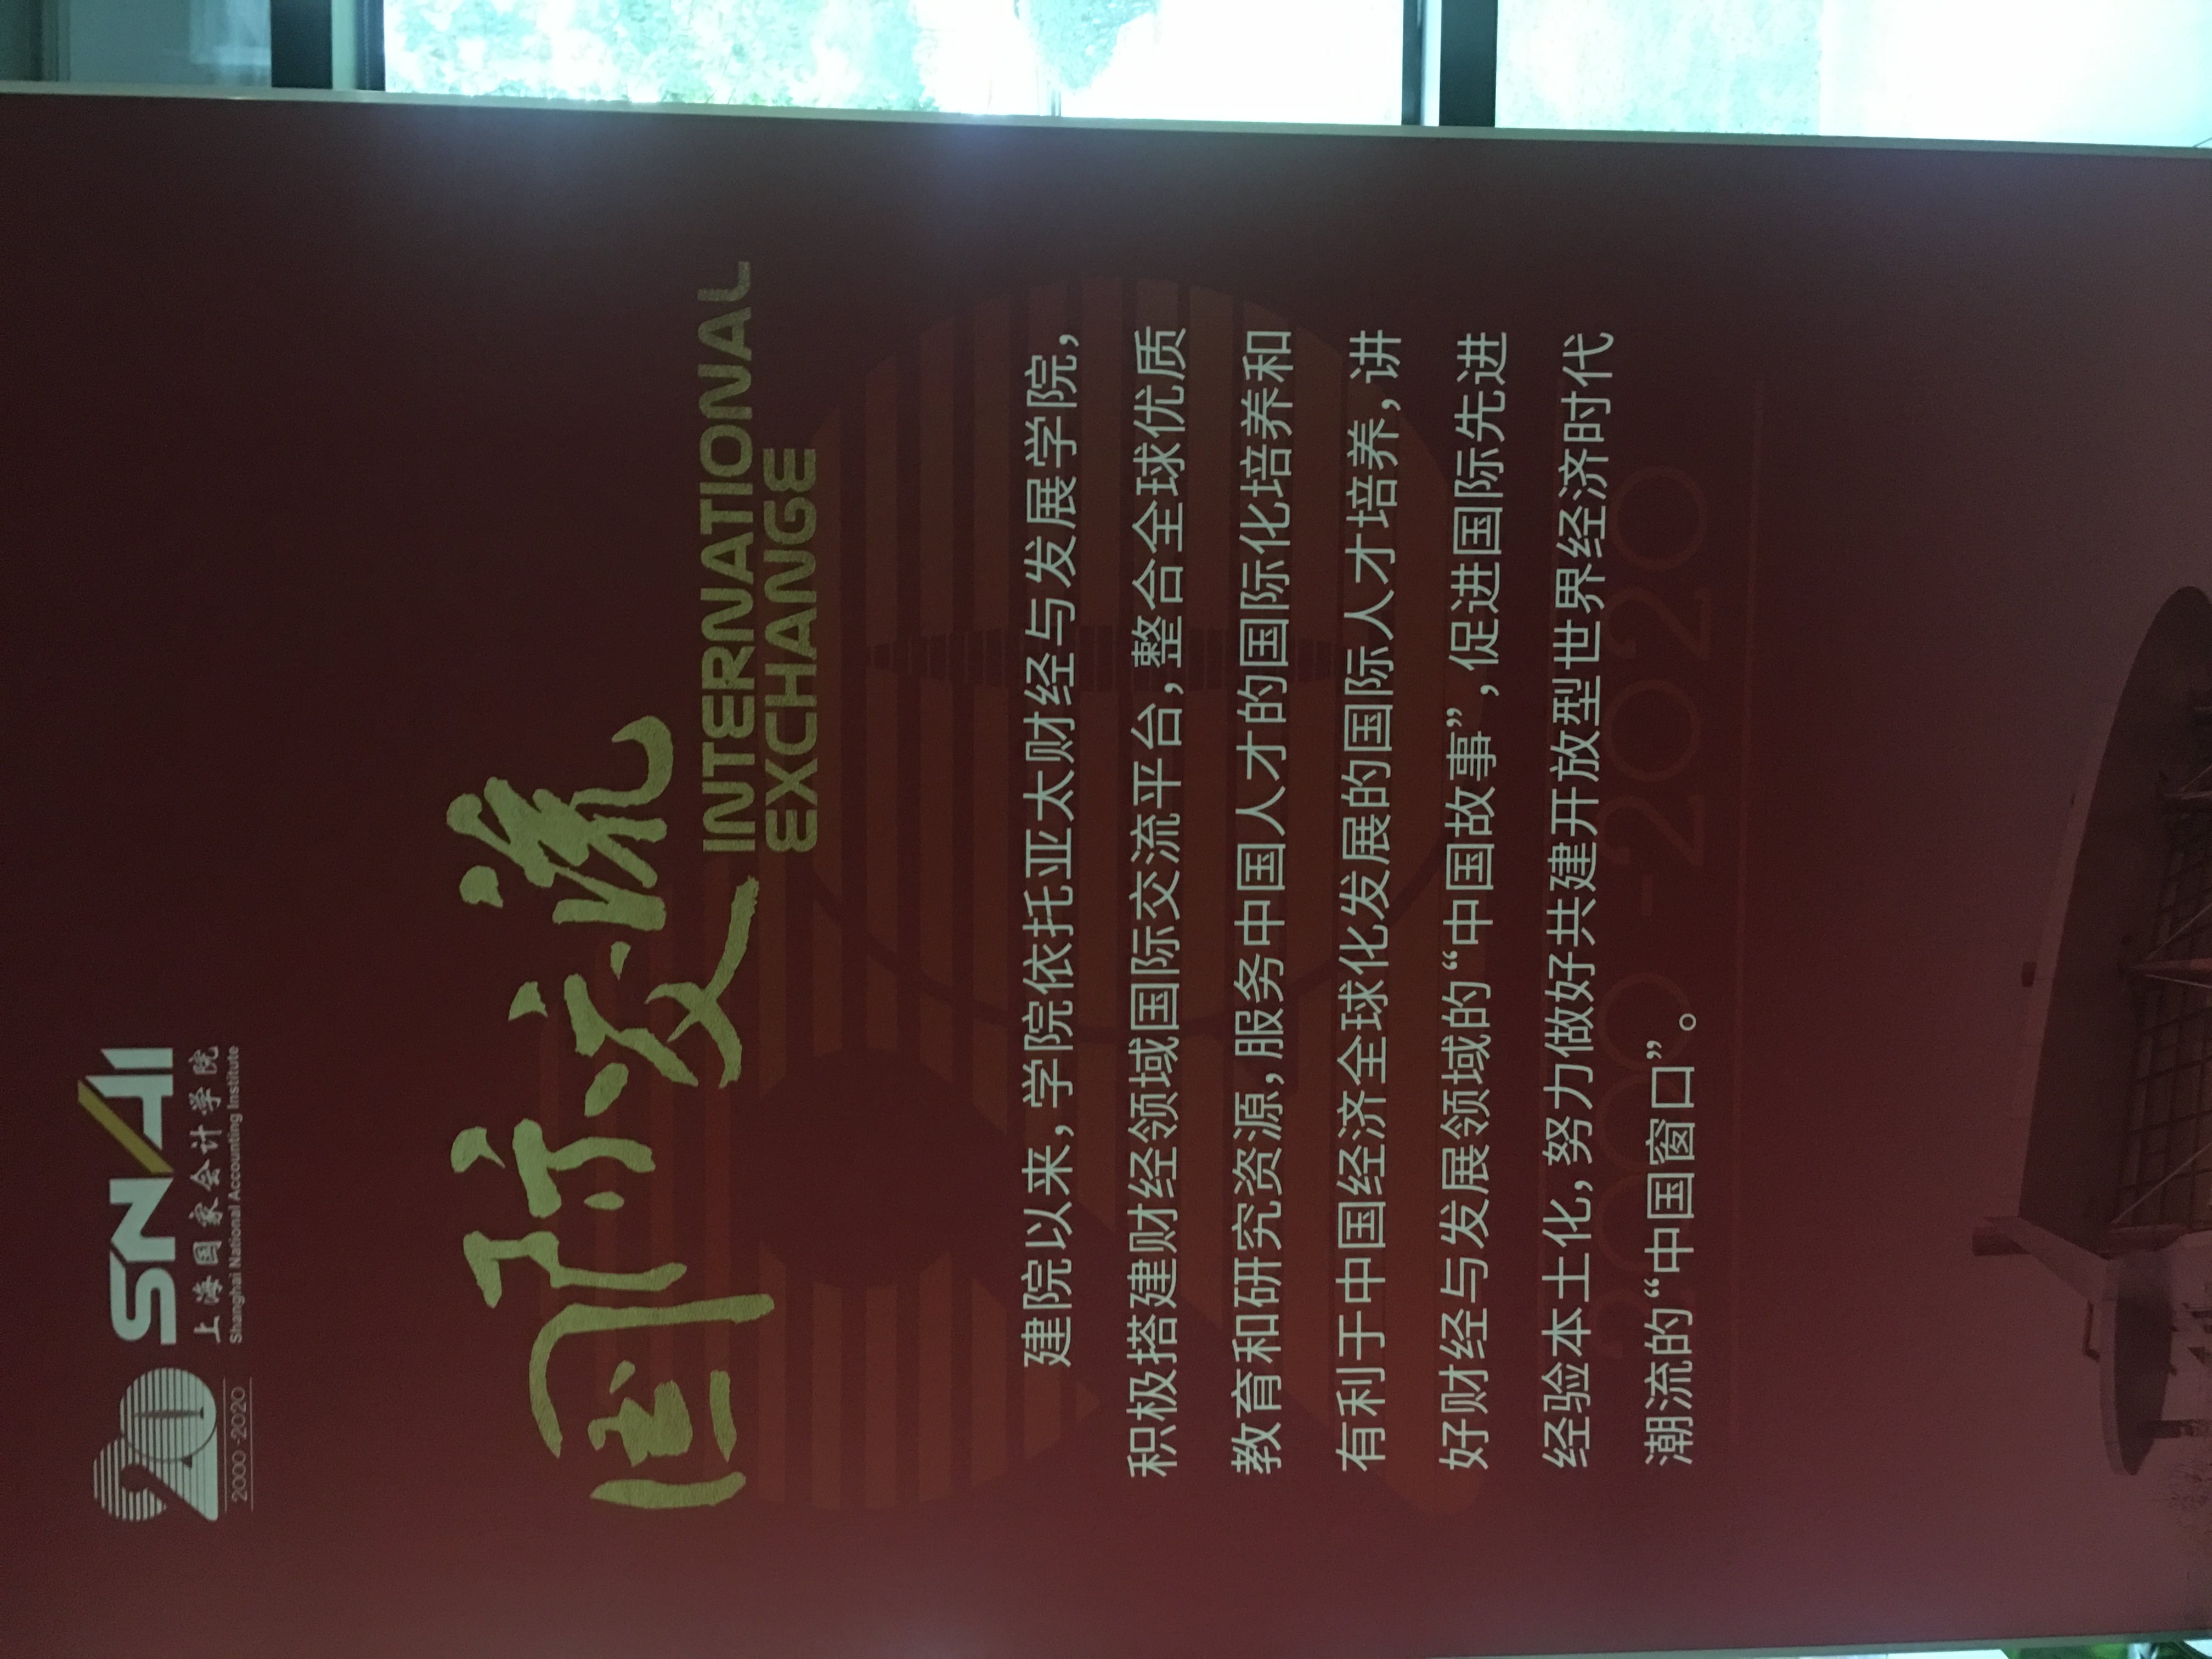 SNAI
上海国家会计学院
Shanghai National Accounting Institute
20
2000-2020
国际交流
INTERNATIONAL
EXCHANGE
建院以来，学院依托亚太财经与发展学院，
积极搭建财经领域国际交流平台，整合全球优质
教育和研究资源，服务中国人才的国际化培养和
有利于中国经济全球化发展的国际人才培养，讲
好财经与发展领域的“中国故事”，促进国际先进
经验本土化，努力做好共建开放型世界经济时代
潮流的“中国窗口”。
2000-2020